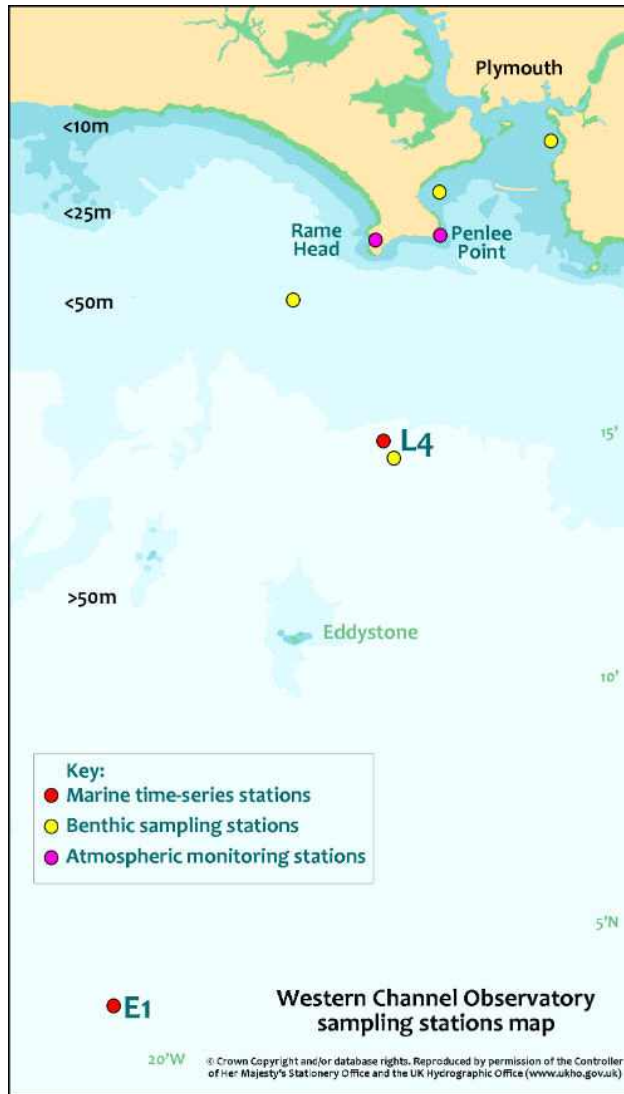 Plymouth
<10m
<25m
Rame
Head
Penlee
Point
<50m
15'
L4
>50m
Eddystone
10'
Key:
Marine time-series stations
Benthic sampling stations
Atmospheric monitoring stations
5'N
E1
Western Channel Observatory
sampling stations map
20'W
© Crown Copyright and/or database rights. Reproduced by permission of the Controller
of Her Majesty's Stationery Office and the UK Hydrographic Office (www.ukho.gov.uk)